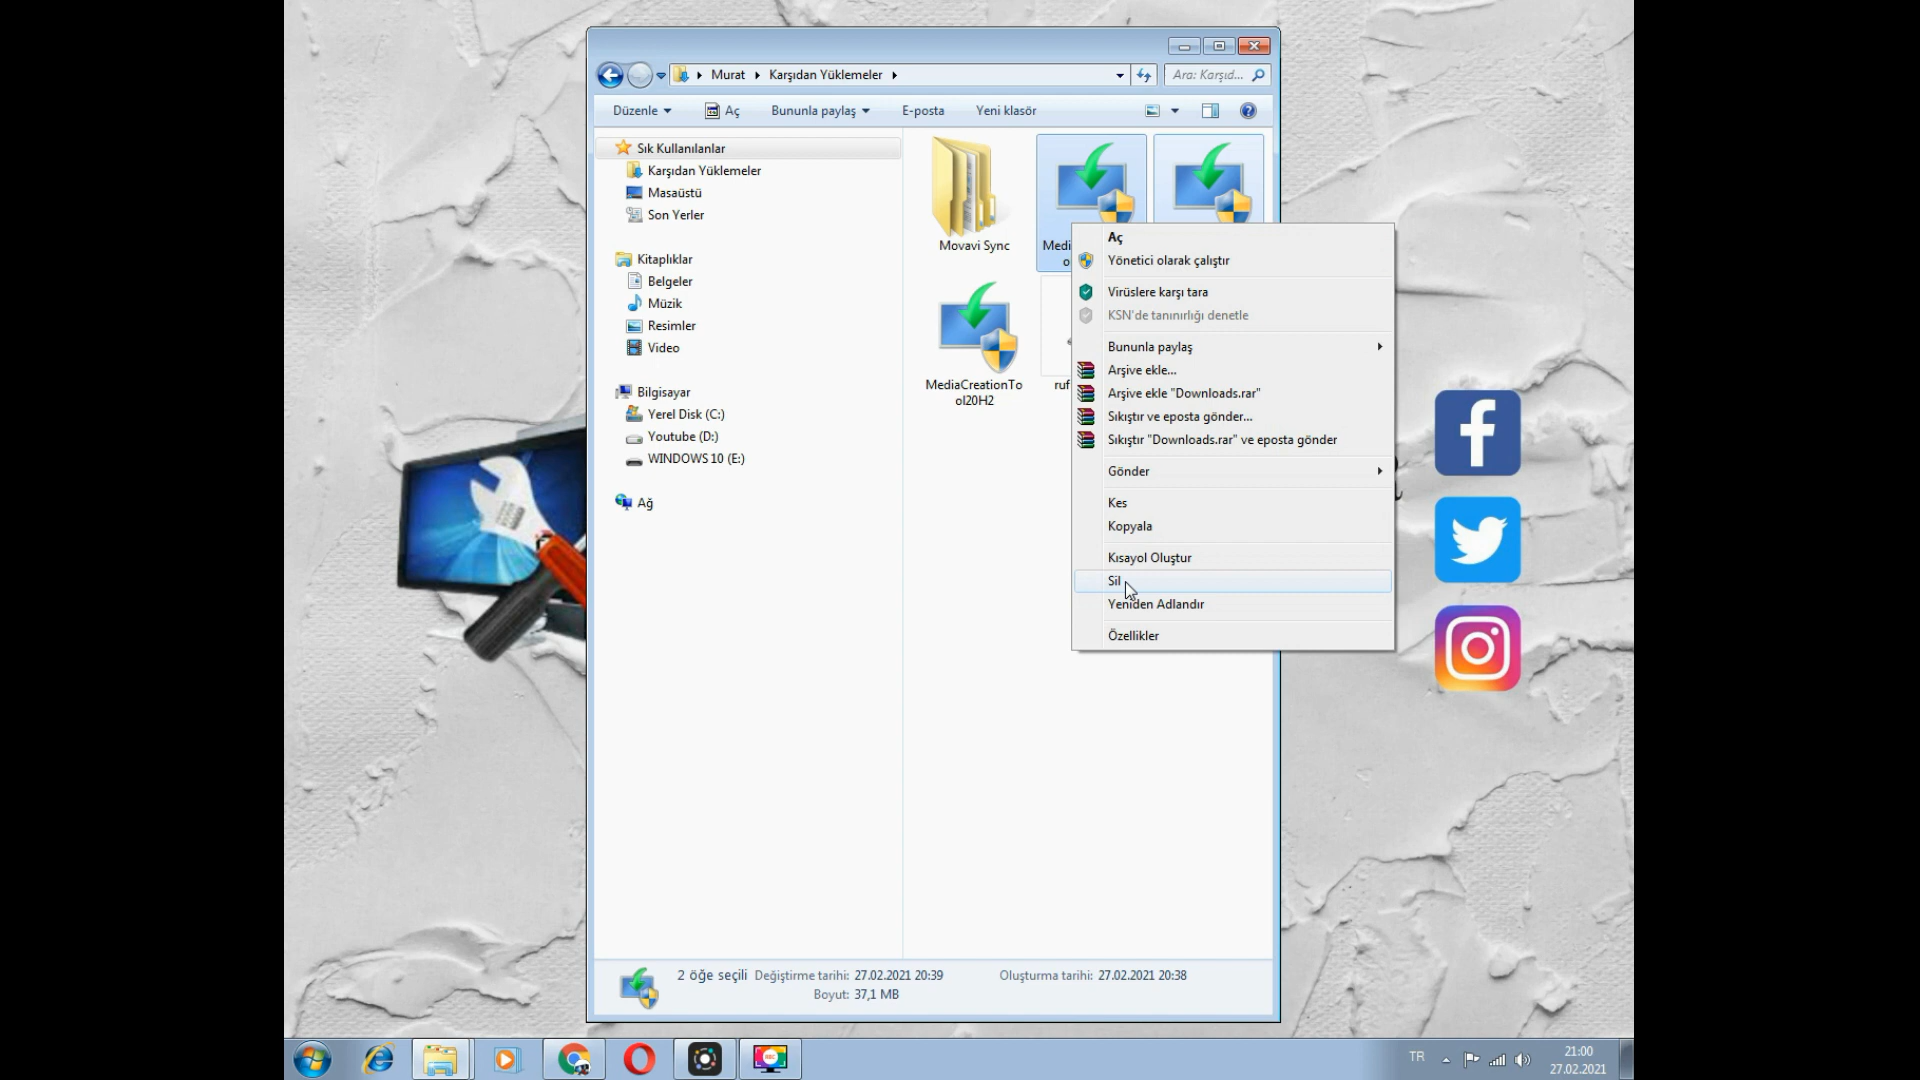 Murat
Karşıdan Yüklemeler
Ara: Karşıd...
Düzenle
Aç
Bununla paylaş
E-posta
Yeni klasör
Sık Kullanılanlar
Karşıdan Yüklemeler
Masaüstü
Son Yerler
Kitaplıklar
Belgeler
Müzik
Resimler
Video
Bilgisayar
Yerel Disk (C:)
Youtube (D:)
WINDOWS 10 (E:)
Ağ
Movavi Sync
Medi
o
MediaCreationTo
ol20H2
ruf
Aç
Yönetici olarak çalıştır
Virüslere karşı tara
KSN'de tanınırlığı denetle
Bununla paylaş
Arşive ekle...
Arşive ekle "Downloads.rar"
Sıkıştır ve eposta gönder...
Sıkıştır "Downloads.rar" ve eposta gönder
Gönder
Kes
Kopyala
Kısayol Oluştur
Sil
Yeniden Adlandır
Özellikler
2 öğe seçili Değiştirme tarihi: 27.02.2021 20:39 Oluşturma tarihi: 27.02.2021 20:38
Boyut: 37,1 MB
TR
21:00
27.02.2021